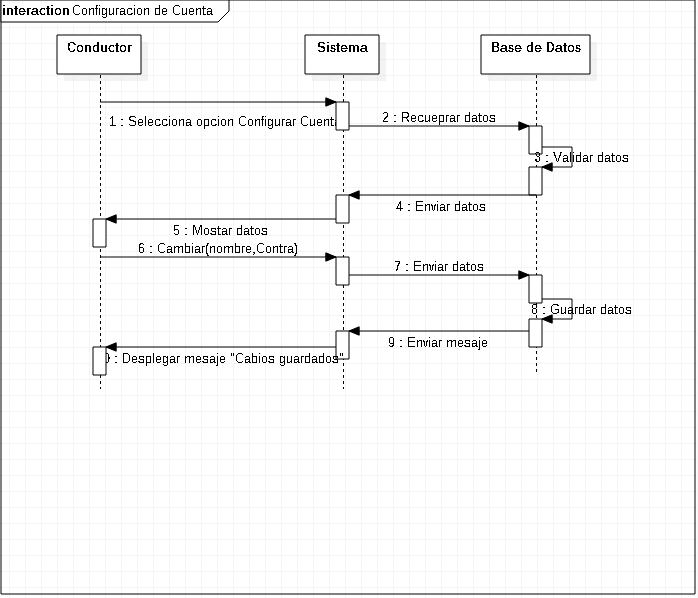 interaction Configuracion de Cuenta
Conductor
Sistema
Base de Datos
1 : Selecciona opcion Configurar Cuent
2 : Recueprar datos
3 : Validar datos
4 : Enviar datos
5 : Mostar datos
6 : Cambiar(nombre,Contra)
7 : Enviar datos
8 : Guardar datos
9 : Enviar mesaje
: Desplegar mesaje "Cabios guardados"